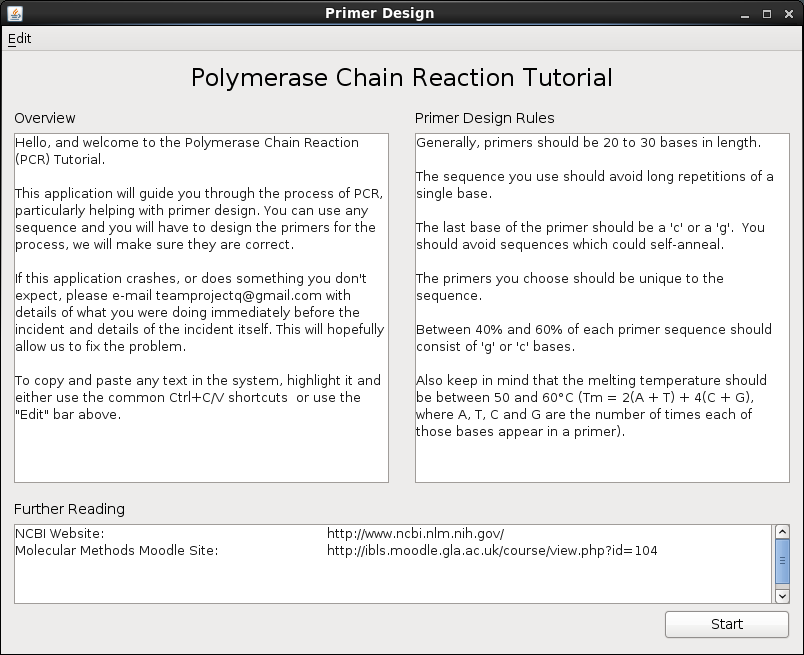 Primer Design
Edit
Polymerase Chain Reaction Tutorial
Overview
Hello, and welcome to the Polymerase Chain Reaction
(PCR) Tutorial.
This application will guide you through the process of PCR,
particularly helping with primer design. You can use any
sequence and you will have to design the primers for the
process, we will make sure they are correct.
If this application crashes, or does something you don't
expect, please e-mail teamprojectq@gmail.com with
details of what you were doing immediately before the
incident and details of the incident itself. This will hopefully
allow us to fix the problem.
To copy and paste any text in the system, highlight it and
either use the common Ctrl+C/V shortcuts  or use the
"Edit" bar above.
Primer Design Rules
Generally, primers should be 20 to 30 bases in length.
The sequence you use should avoid long repetitions of a
single base.
The last base of the primer should be a 'c' or a 'g'.  You
should avoid sequences which could self-anneal.
The primers you choose should be unique to the
sequence.
Between 40% and 60% of each primer sequence should
consist of 'g' or 'c' bases.
Also keep in mind that the melting temperature should
be between 50 and 60°C (Tm = 2(A + T) + 4(C + G),
where A, T, C and G are the number of times each of
those bases appear in a primer).
Further Reading
NCBI Website: http://www.ncbi.nlm.nih.gov/
Molecular Methods Moodle Site: http://ibls.moodle.gla.ac.uk/course/view.php?id=104
Start